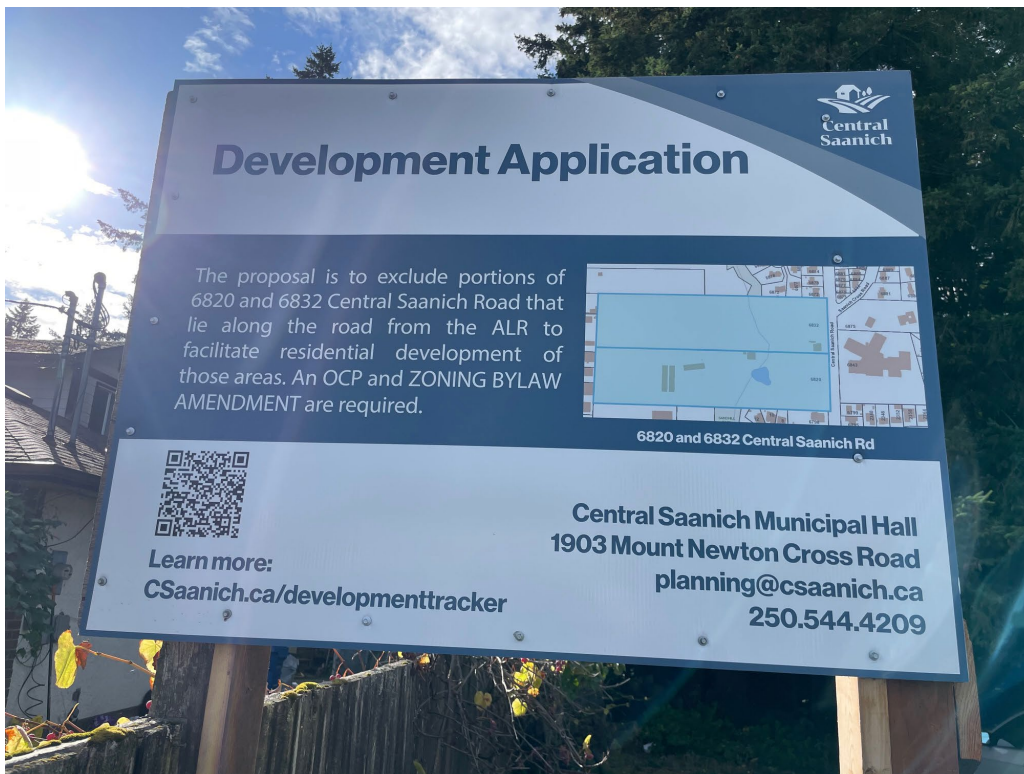 Central
Saanich
Development Application
The proposal is to exclude portions of
6820 and 6832 Central Saanich Road that
lie along the road from the ALR to
facilitate residential development of
those areas. An OCP and ZONING BYLAW
AMENDMENT are required.
Central Saanich Road
6820 and 6832 Central Saanich Rd
Learn more:
CSaanich.ca/developmenttracker
Central Saanich Municipal Hall
1903 Mount Newton Cross Road
planning@csaanich.ca
250.544.4209